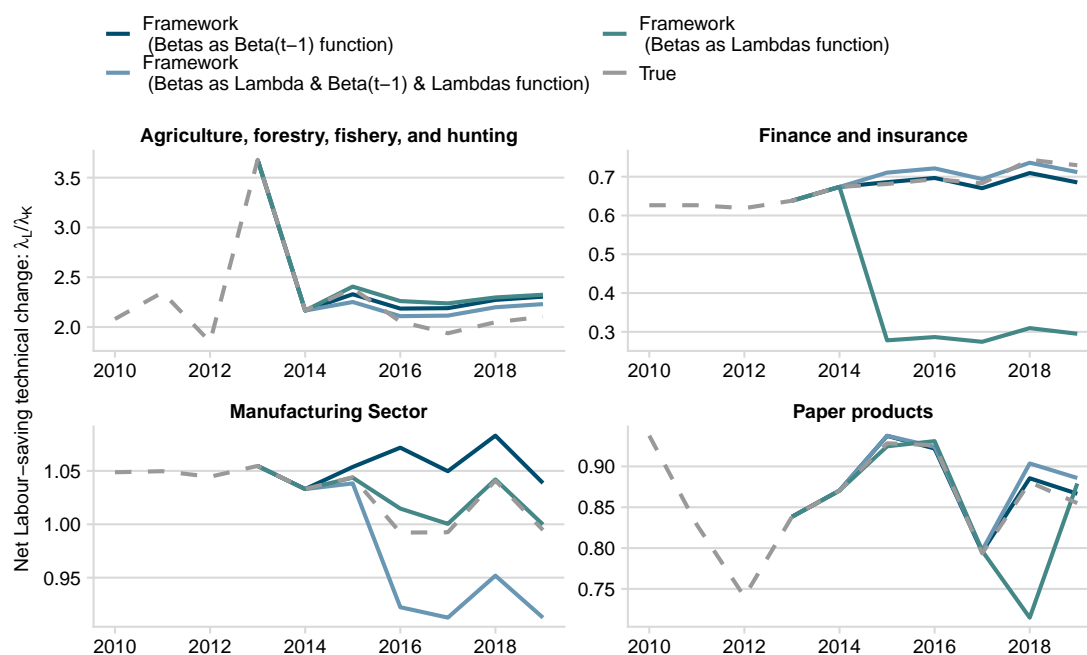 Framework
(Betas as Beta(t−1) function)
Framework
(Betas as Lambda & Beta(t−1) & Lambdas function)
Framework
(Betas as Lambdas function)
True
Net Labour−saving technical change: λL/λK
Agriculture, forestry, fishery, and hunting
3.5
3.0
2.5
2.0
2010 2012 2014 2016 2018
Finance and insurance
0.7
0.6
0.5
0.4
0.3
2010 2012 2014 2016 2018
Manufacturing Sector
1.05
1.00
0.95
2010 2012 2014 2016 2018
Paper products
0.90
0.85
0.80
0.75
2010 2012 2014 2016 2018